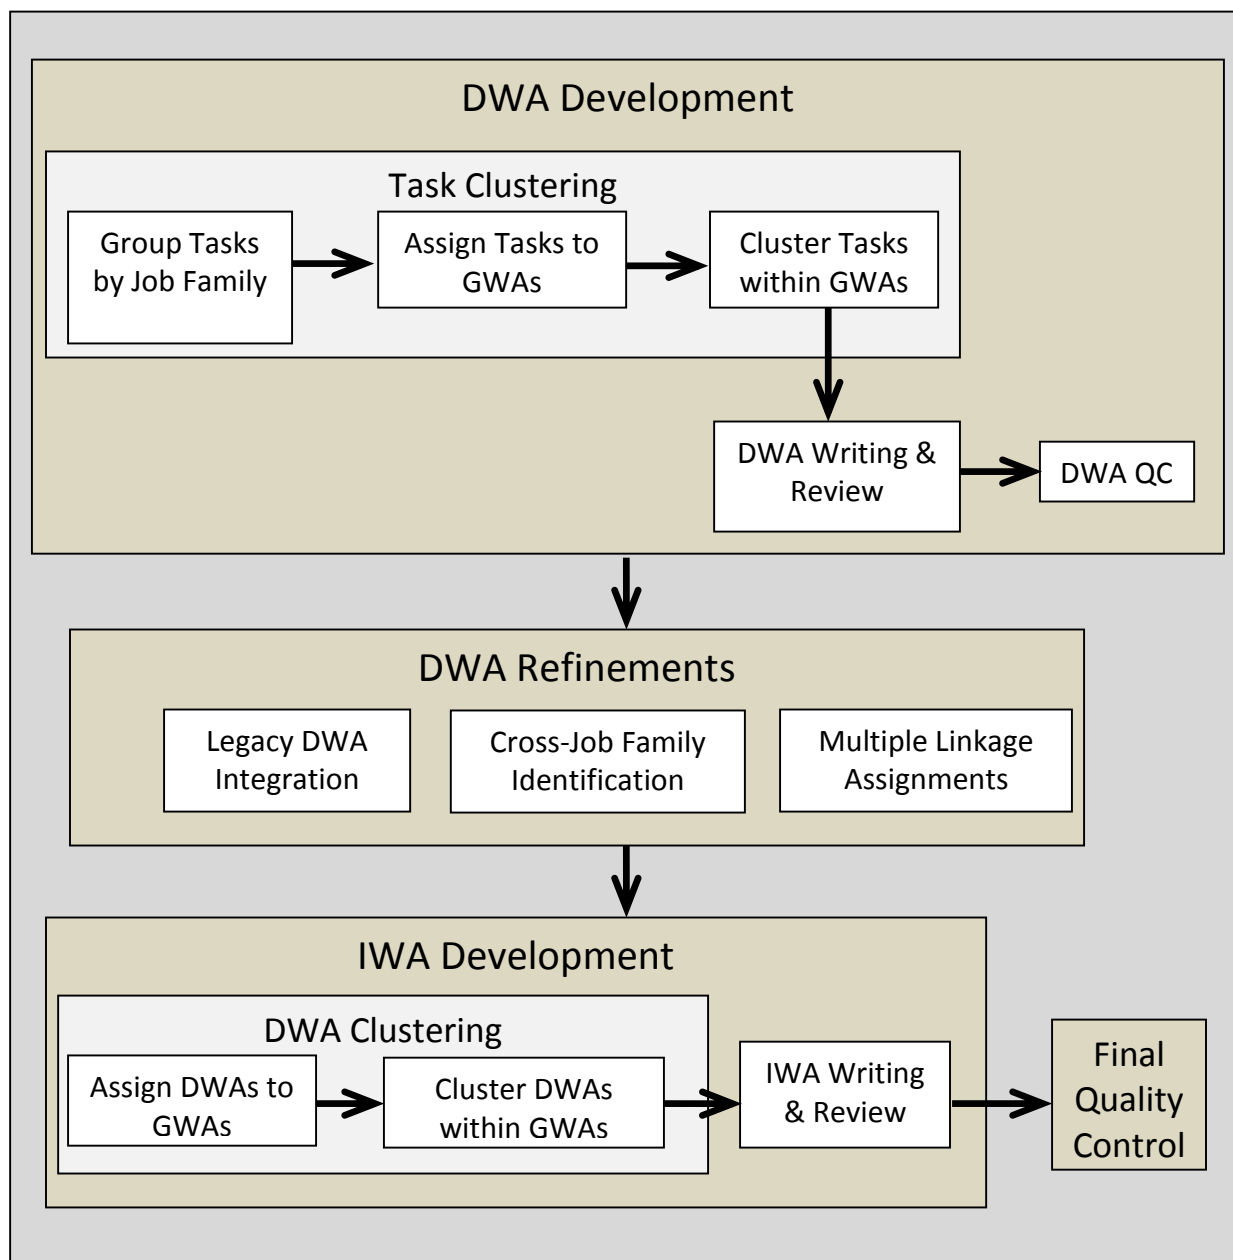 DWA Development
Task Clustering
Group Tasks
by Job Family
Assign Tasks to
GWAs
Cluster Tasks
within GWAs
DWA Writing &
Review
DWA QC
DWA Refinements
Legacy DWA
Integration
Cross-Job Family
Identification
Multiple Linkage
Assignments
IWA Development
DWA Clustering
Assign DWAs to
GWAs
Cluster DWAs
within GWAs
IWA Writing
& Review
Final
Quality
Control